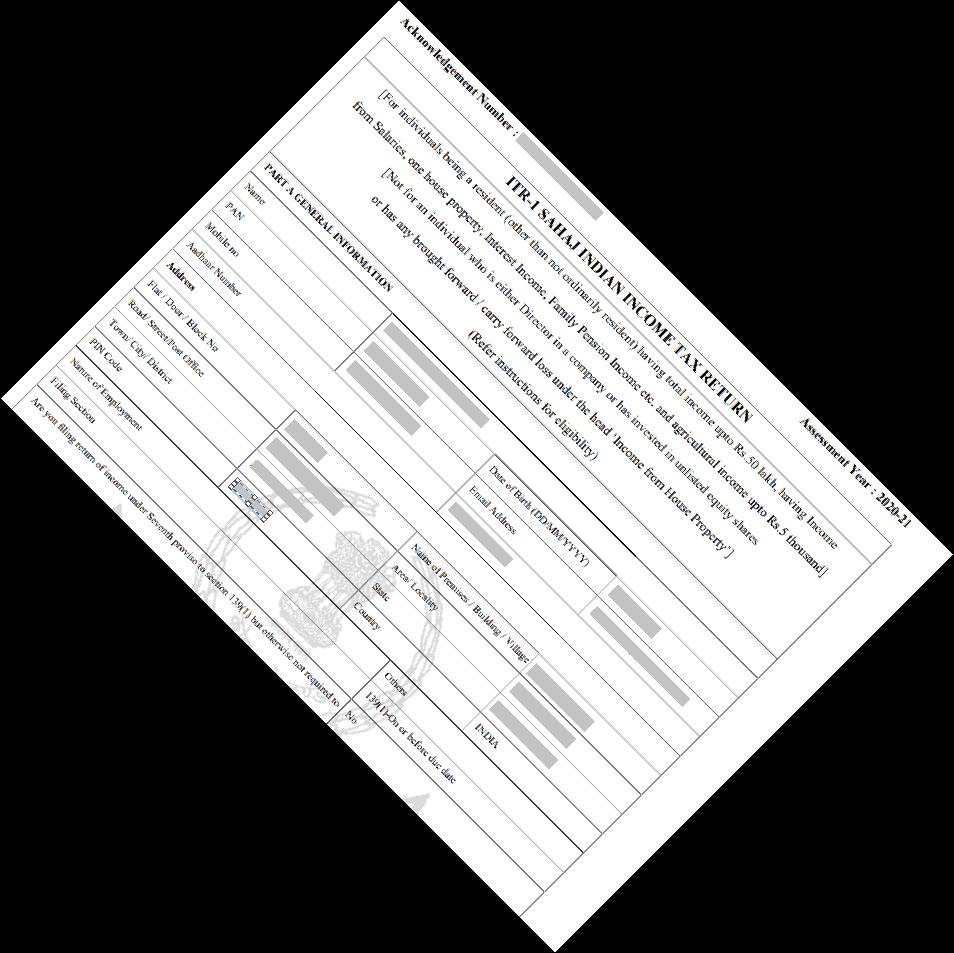 Acknowledgement Number :
Assessment Year : 2020-21
ITR-1 SAHAJ INDIAN INCOME TAX RETURN
[For individuals being a resident (other than not ordinarily resident) having total income upto Rs.50 lakh, having Income
from Salaries, one house property, Interest Income, Family Pension Income etc. and agricultural income upto Rs.5 thousand]
[Not for an individual who is either Director in a company or has invested in unlisted equity shares
or has any brought forward / carry forward loss under the head 'Income from House Property']
(Refer instructions for eligibility)
PART A GENERAL INFORMATION
Name
PAN Date of Birth (DD/MM/YYYY)
Mobile no Email Address
Aadhaar Number
Address
Flat / Door/ Block No Name of Premises / Building / Village
Road/ Street/Post Office Area/ Locality
Town/ City/ District State
PIN Code Country INDIA
Nature of Employment Others
Filing Section 139(1)-On or before due date
Are you filing return of income under Seventh proviso to section 139(1) but otherwise not required to No